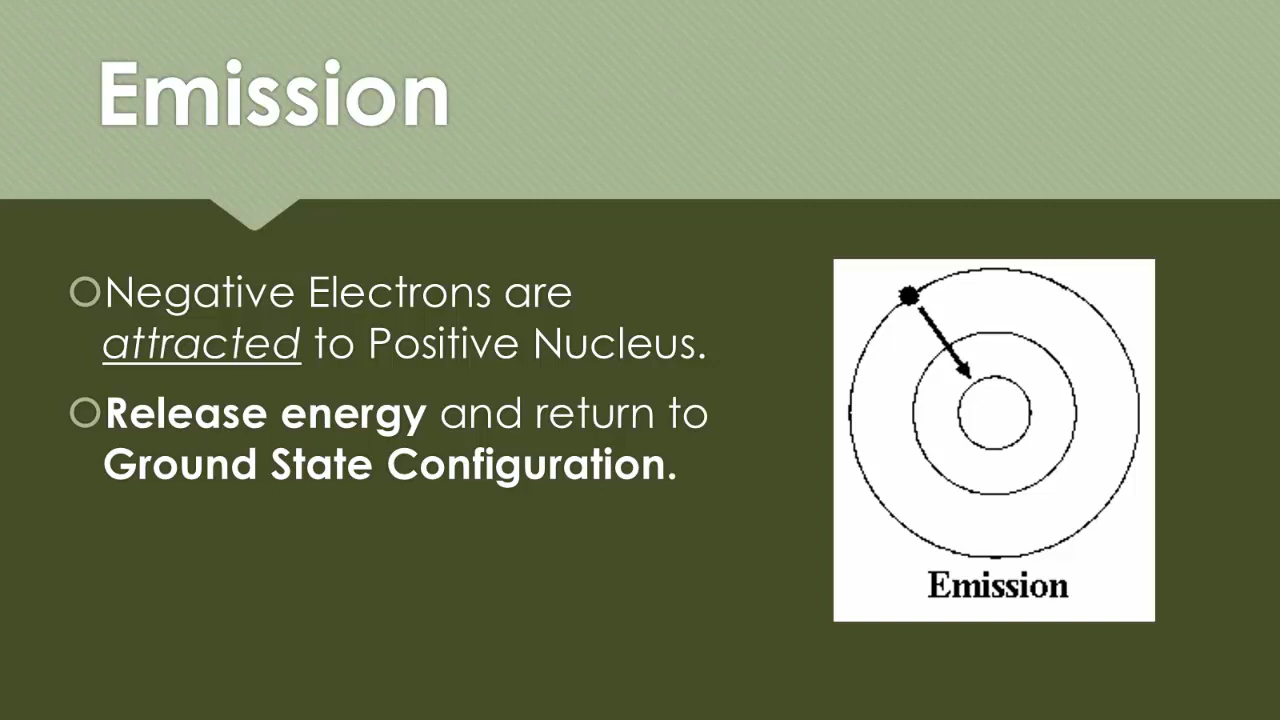 Emission
Negative Electrons are
attracted to Positive Nucleus.
Release energy and return to
Ground State Configuration.
Emission